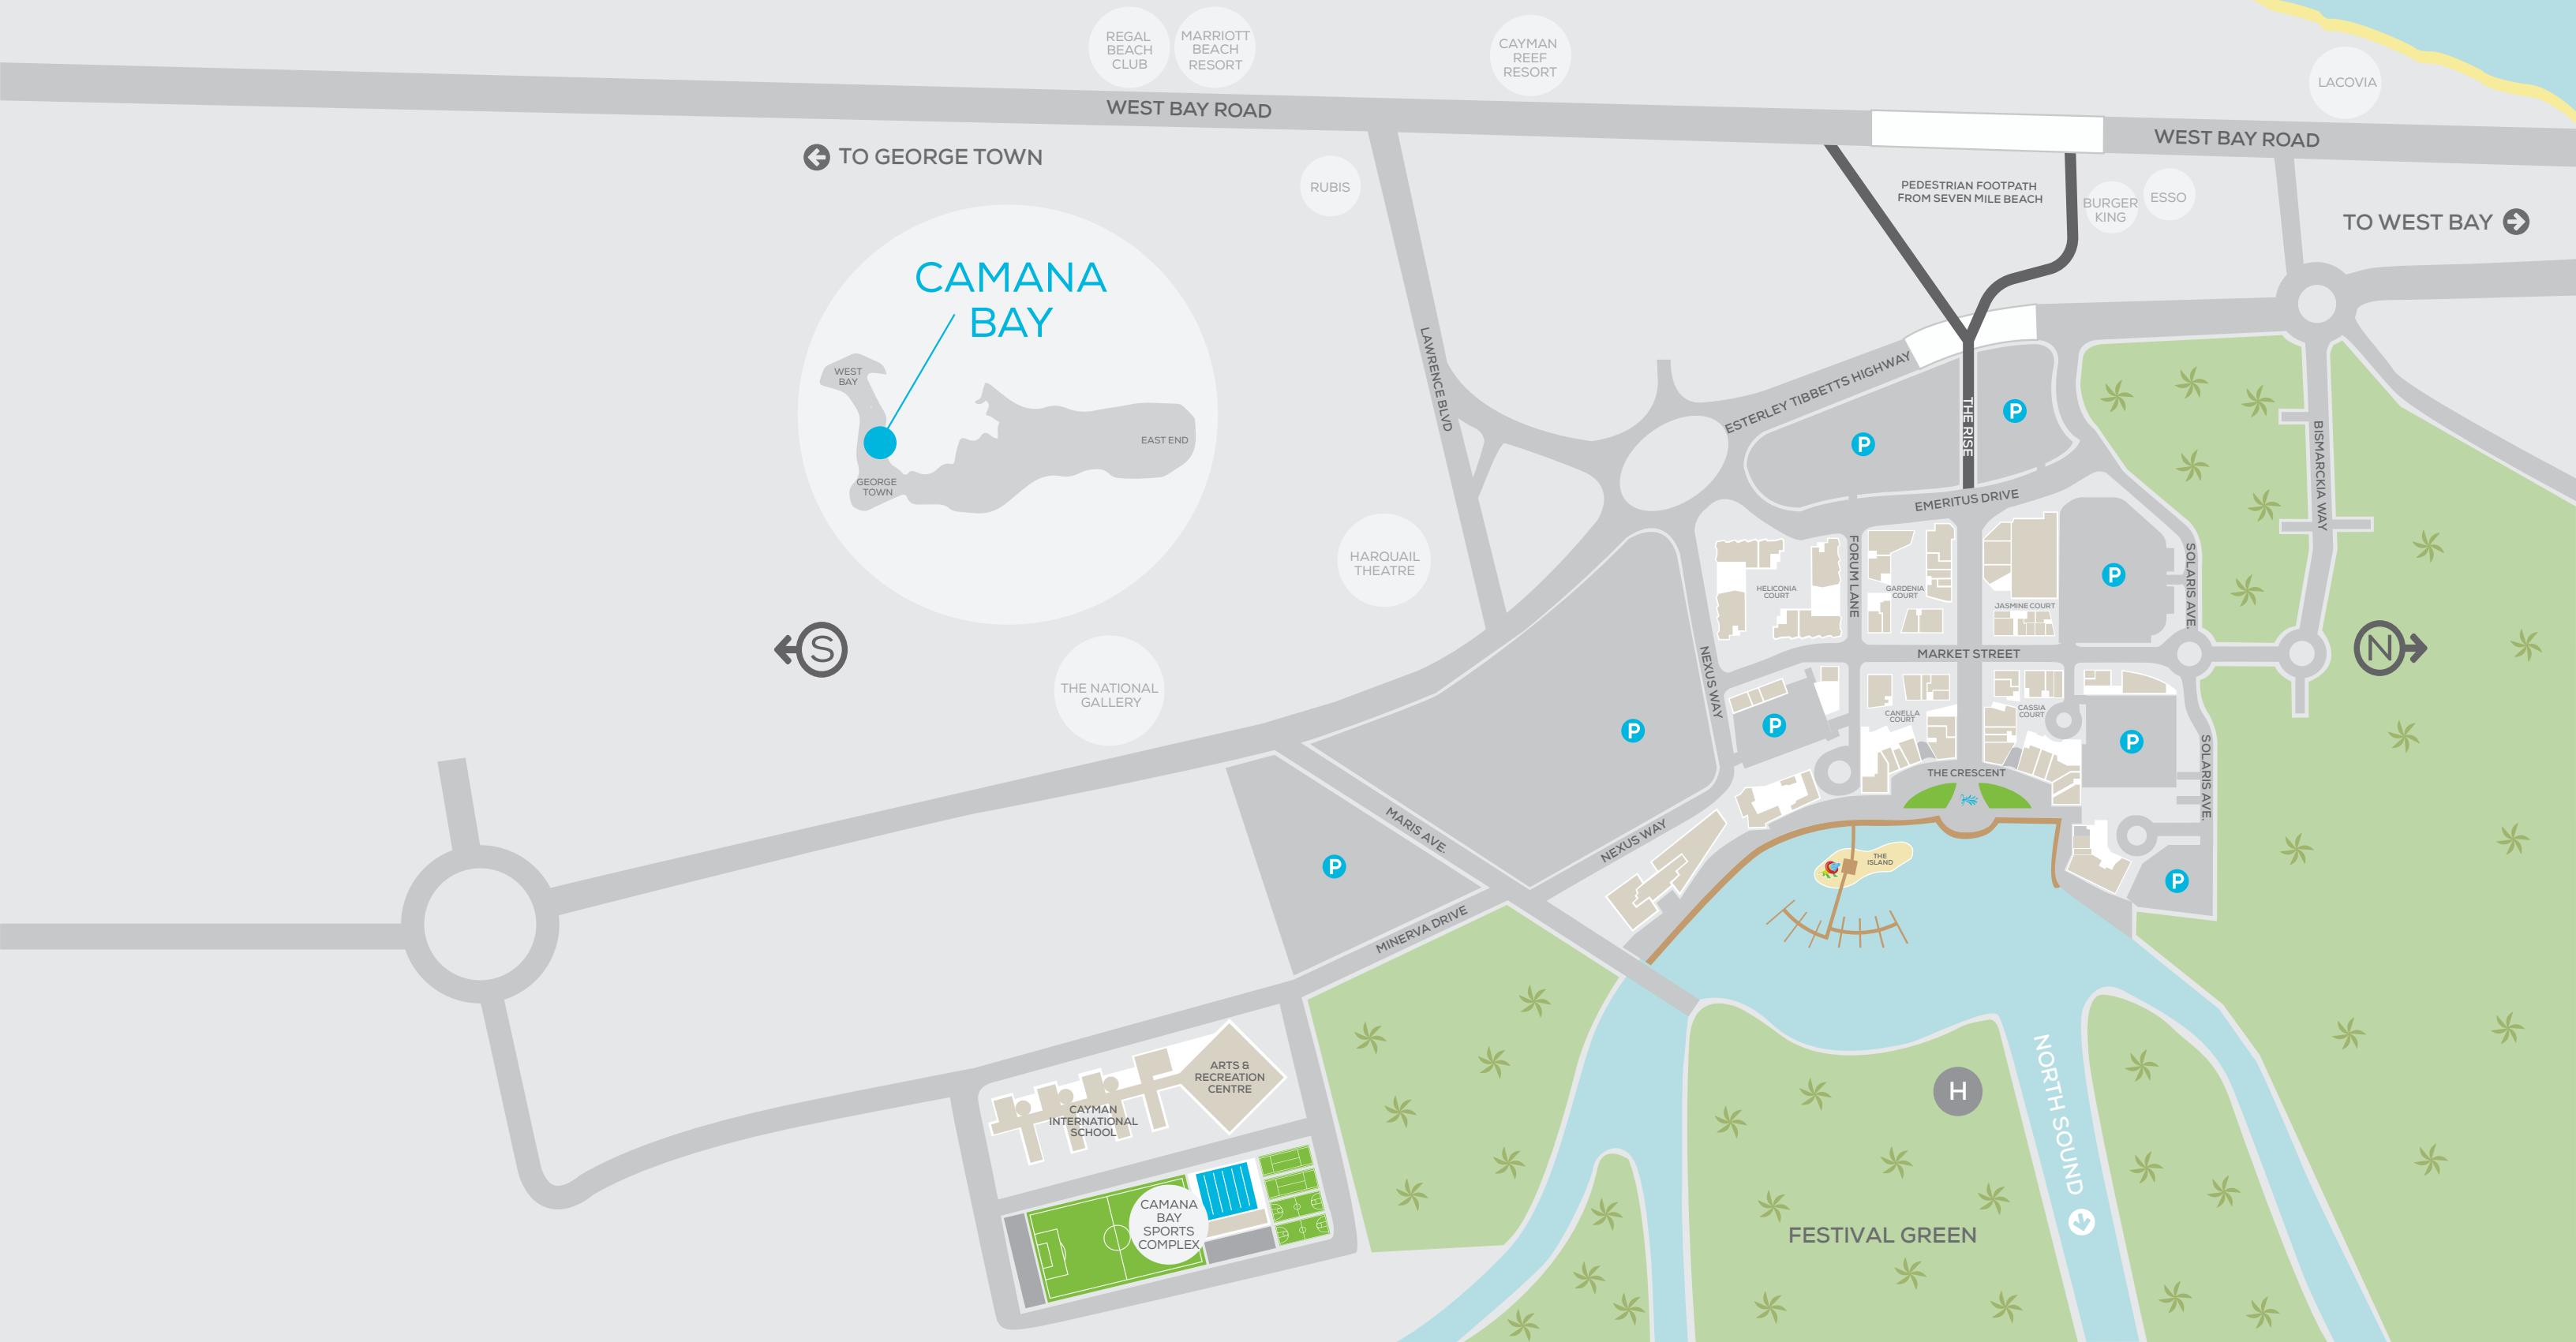 REGAL
BEACH
CLUB
MARRIOTT
BEACH
RESORT
CAYMAN
REEF
RESORT
LACOVIA
WEST BAY ROAD
WEST BAY ROAD
TO GEORGE TOWN
RUBIS
PEDESTRIAN FOOTPATH
FROM SEVEN MILE BEACH
BURGER
KING
ESSO
TO WEST BAY
CAMANA
BAY
WEST
BAY
EAST END
GEORGE
TOWN
LAWRENCE BLVD
ESTERLEY TIBBETTS HIGHWAY
THE RISE
P
P
BISMARCKIA WAY
EMERITUS DRIVE
HARQUAIL
THEATRE
FORUM LANE
HELICONIA
COURT
GARDENIA
COURT
JASMINE COURT
P
SOLARIS AVE.
S
N
MARKET STREET
THE NATIONAL
GALLERY
NEXUS WAY
P
P
CANELLA
COURT
CASSIA
COURT
P
SOLARIS AVE.
THE CRESCENT
MARIS AVE.
NEXUS WAY
P
THE
ISLAND
P
MINERVA DRIVE
ARTS &
RECREATION
CENTRE
CAYMAN
INTERNATIONAL
SCHOOL
H
NORTH SOUND
CAMANA
BAY
SPORTS
COMPLEX
FESTIVAL GREEN